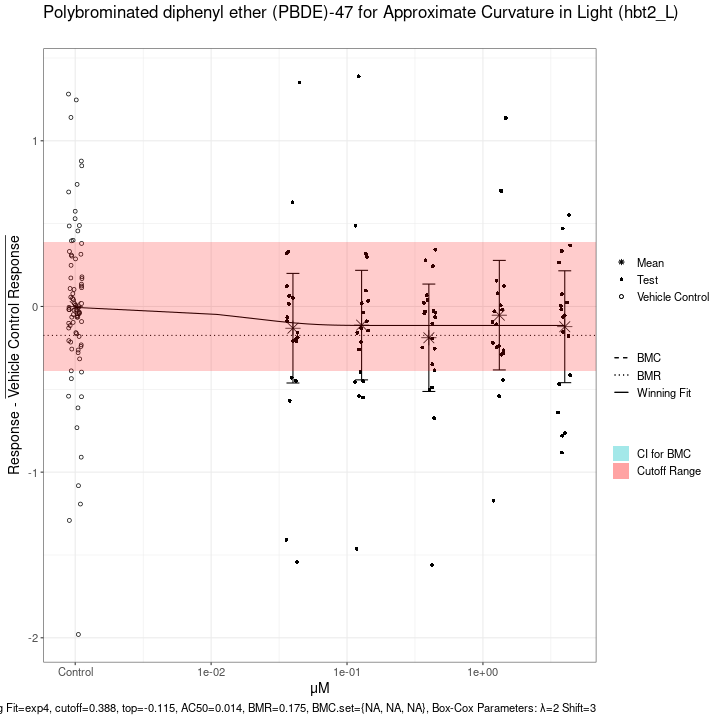 Polybrominated diphenyl ether (PBDE)-47 for Approximate Curvature in Light (hbt2_L)
Response - Vehicle Control Response
1
0
-1
-2
Control
1e-02
1e-01
1e+00
μM
Mean
Test
Vehicle Control
BMC
BMR
Winning Fit
CI for BMC
Cutoff Range
g Fit=exp4, cutoff=0.388, top=-0.115, AC50=0.014, BMR=0.175, BMC.set={NA, NA, NA}, Box-Cox Parameters: λ=2 Shift=3